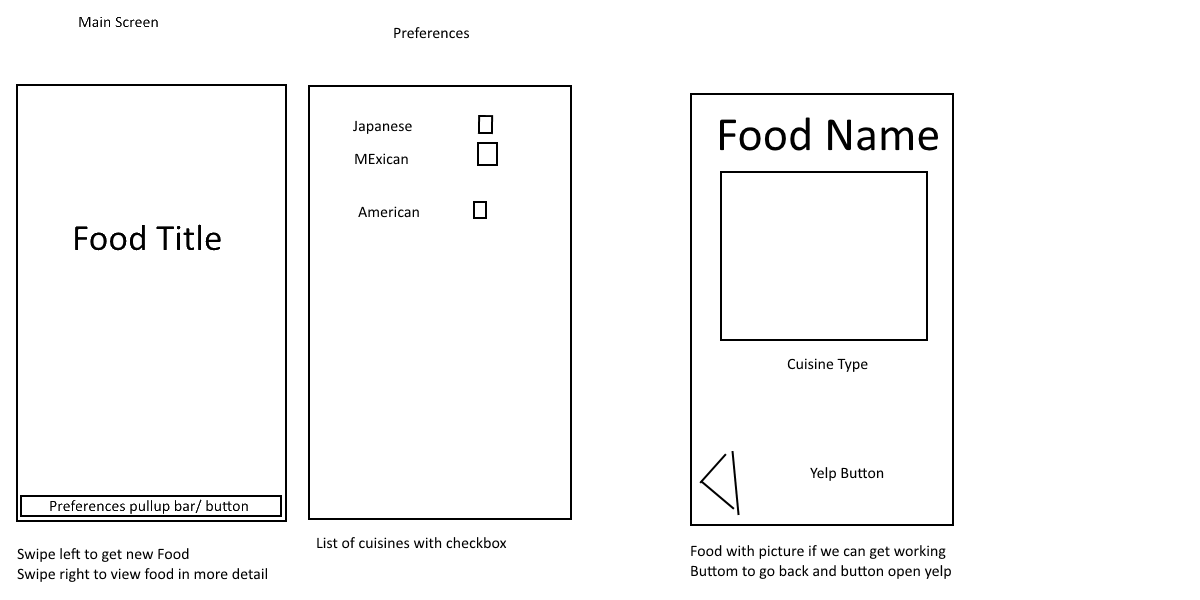 Main Screen
Preferences
Food Title
Preferences pullup bar/ button
Swipe left to get new Food
Swipe right to view food in more detail
Japanese
MExican
American
List of cuisines with checkbox
Food Name
Cuisine Type
Yelp Button
Food with picture if we can get working
Buttom to go back and button open yelp